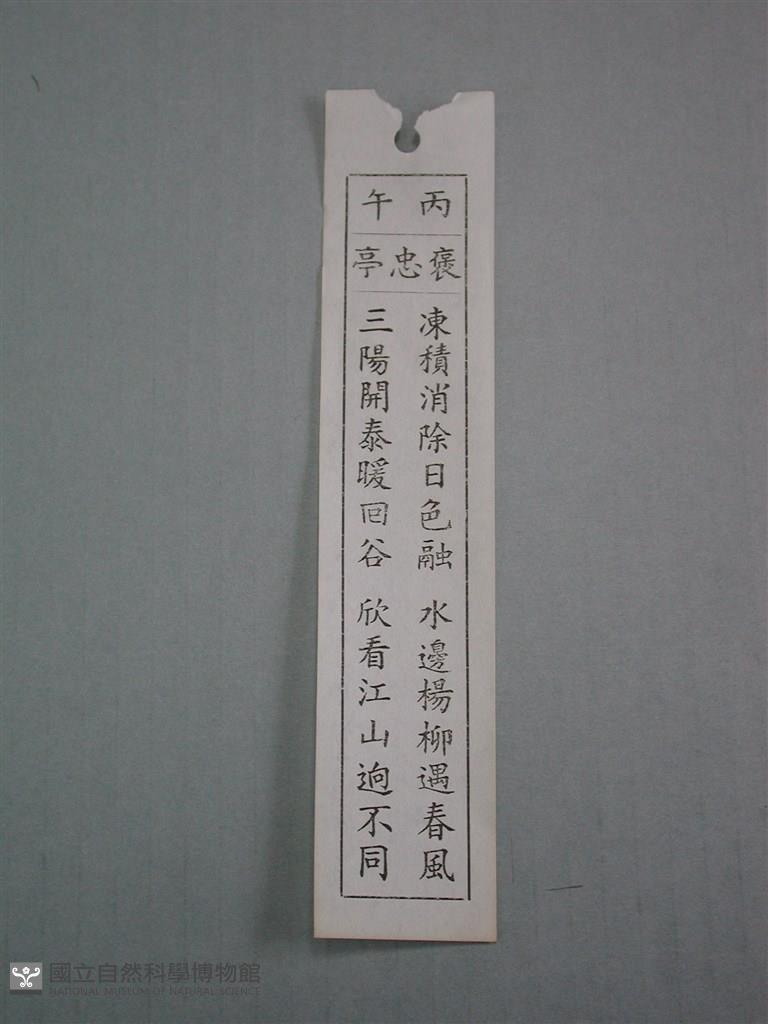 丙午
褒忠亭
凍積消除日色融 水邊楊柳遇春風
三陽開泰暖回谷 欣看江山逈不同
國立自然科學博物館
NATIONAL MUSEUM OF NATURAL SCIENCE